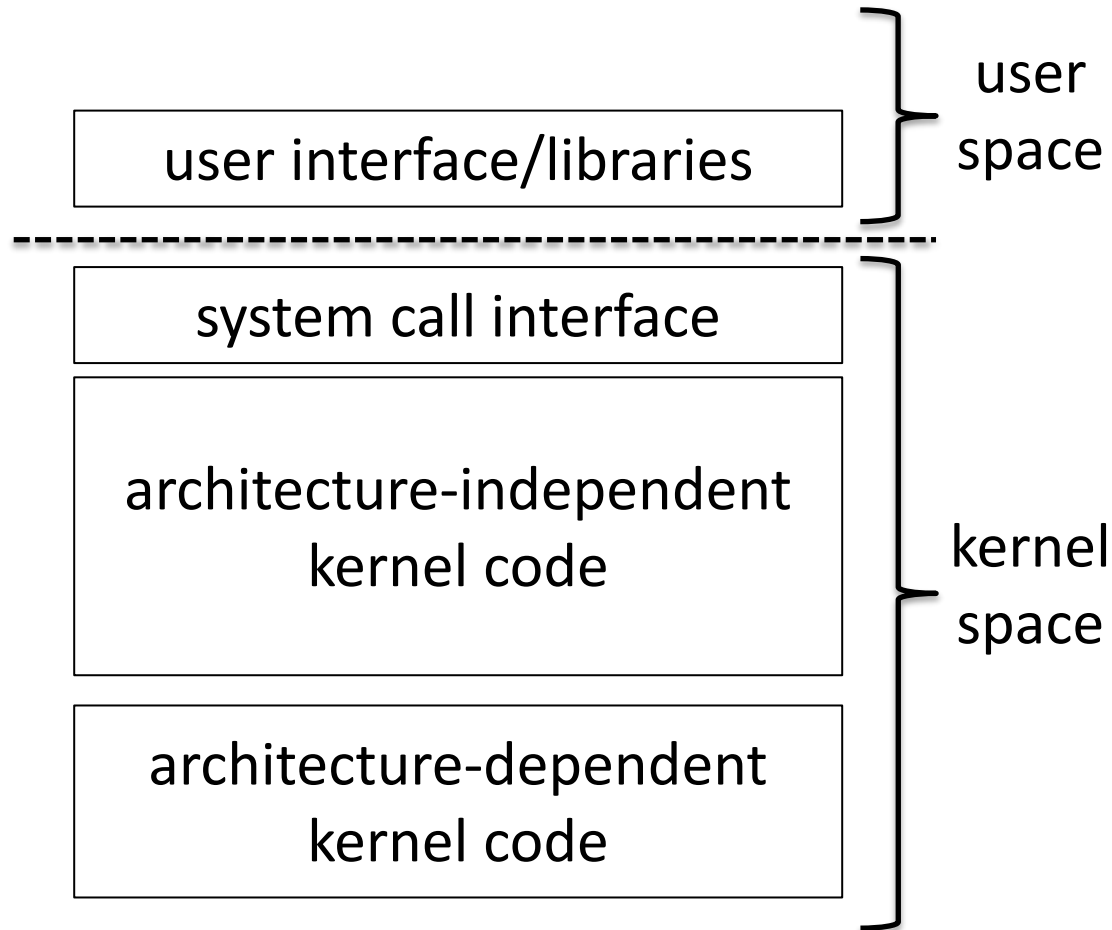 user
space
user interface/libraries
system call interface
architecture-independent
kernel code
kernel
space
architecture-dependent
kernel code